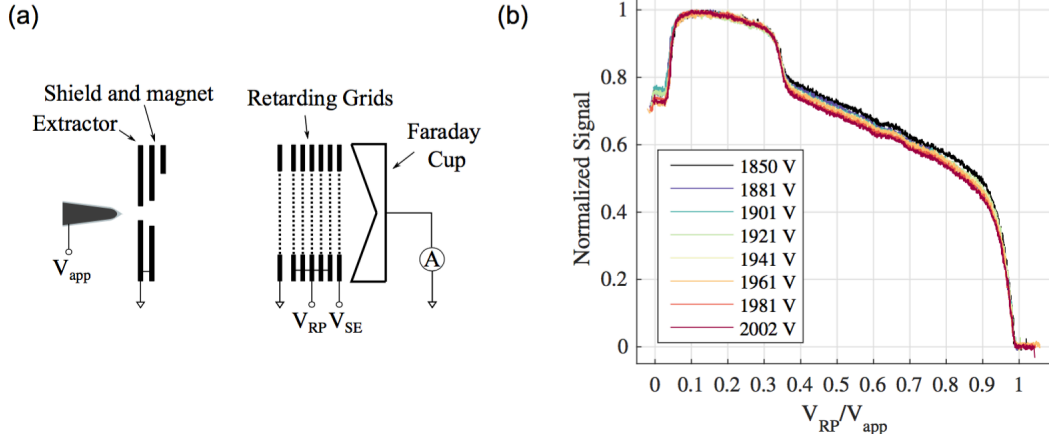 (a)
Shield and magnet
Extractor
Retarding Grids
Faraday
Cup
V_app
V_RP V_SE
A
(b)
Normalized Signal
1
0.8
0.6
0.4
0.2
0
1850 V
1881 V
1901 V
1921 V
1941 V
1961 V
1981 V
2002 V
0 0.1 0.2 0.3 0.4 0.5 0.6 0.7 0.8 0.9 1
V_RP/V_app